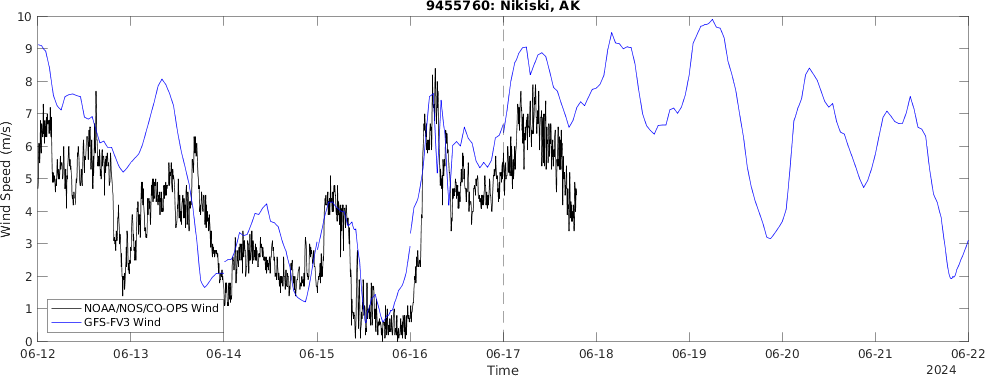 9455760: Nikiski, AK
Wind Speed (m/s)
10
9
8
7
6
5
4
3
2
1
0
NOAA/NOS/CO-OPS Wind
GFS-FV3 Wind
06-12 06-13 06-14 06-15 06-16 06-17 06-18 06-19 06-20 06-21 06-22
Time
2024